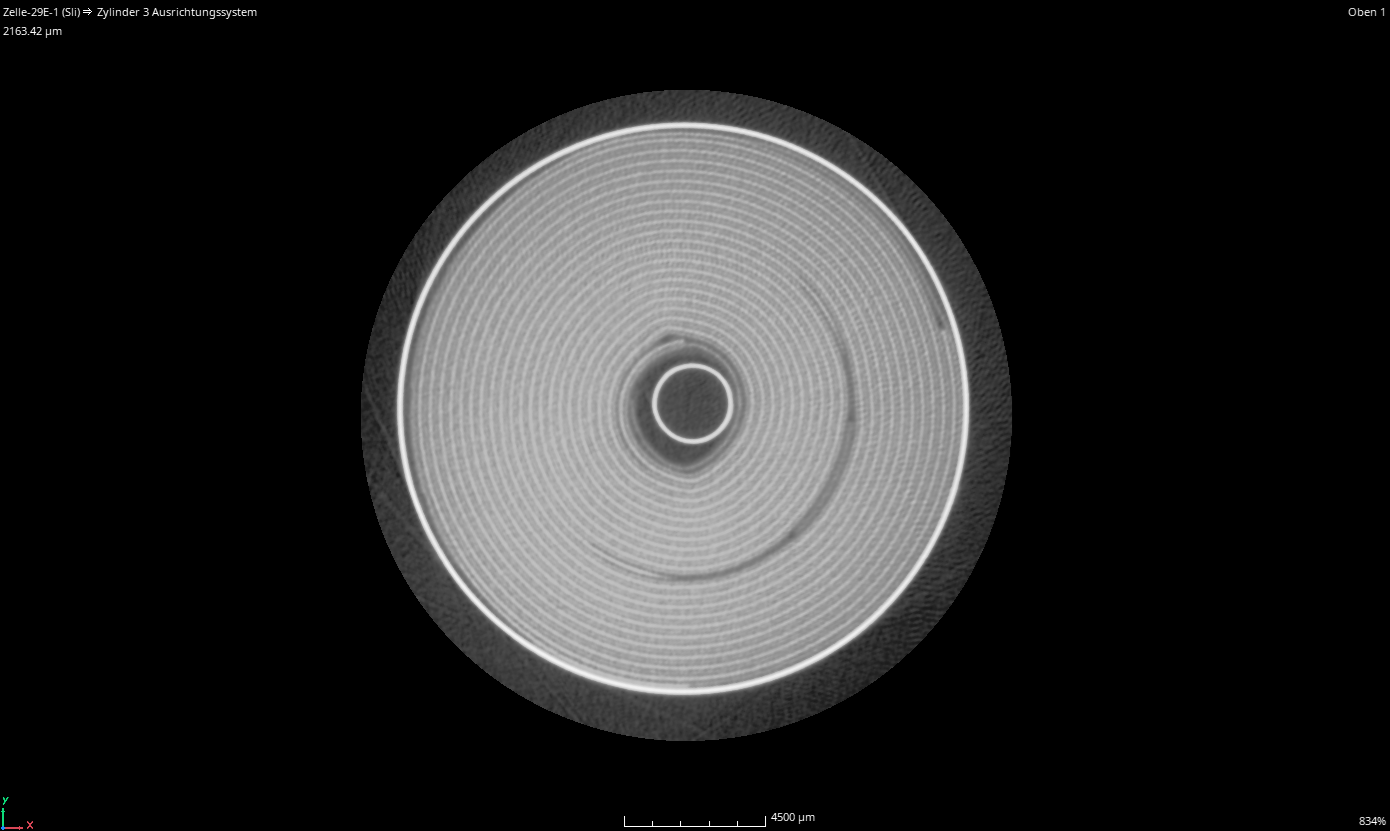 Zelle-29E-1 (Sli) ⇒ Zylinder 3 Ausrichtungssystem
Oben 1
2163.42 µm
y
x
4500 µm
834%